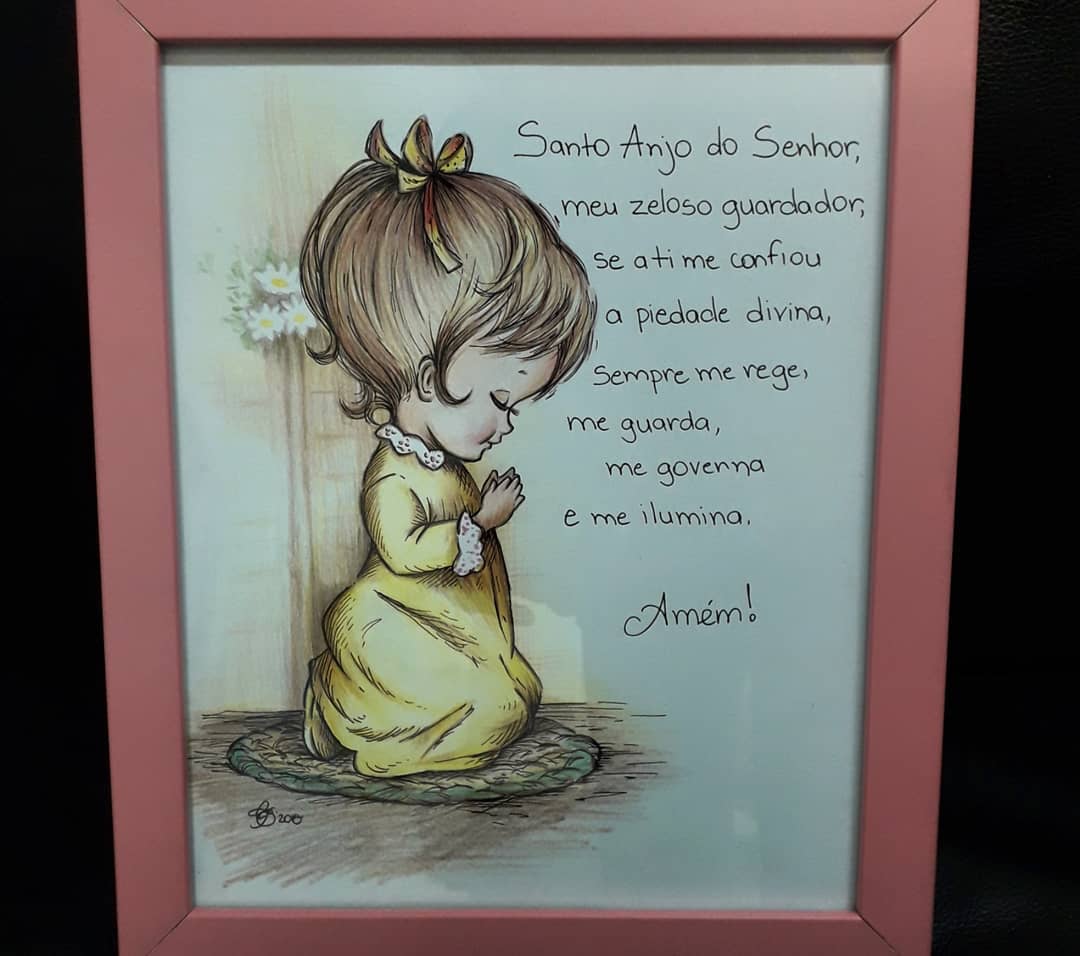 Santo Anjo do Senhor,
meu zeloso guardador,
se a ti me confiou
a piedade divina,
Sempre me rege,
me guarda,
me governa
e me ilumina.
Amém!